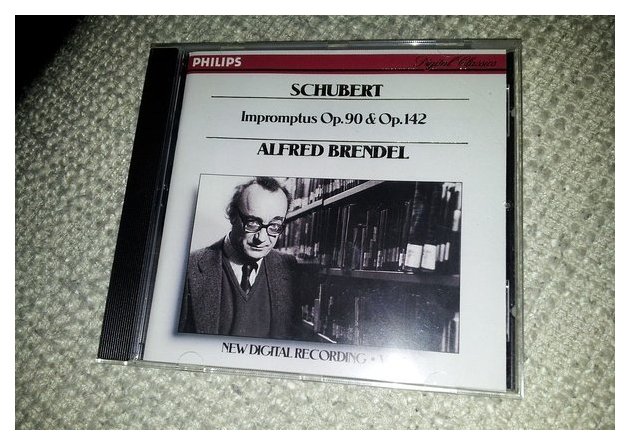 PHILIPS Digital Classics
SCHUBERT
Impromptus Op.90 & Op.142
ALFRED BRENDEL
NEW DIGITAL RECORDING •